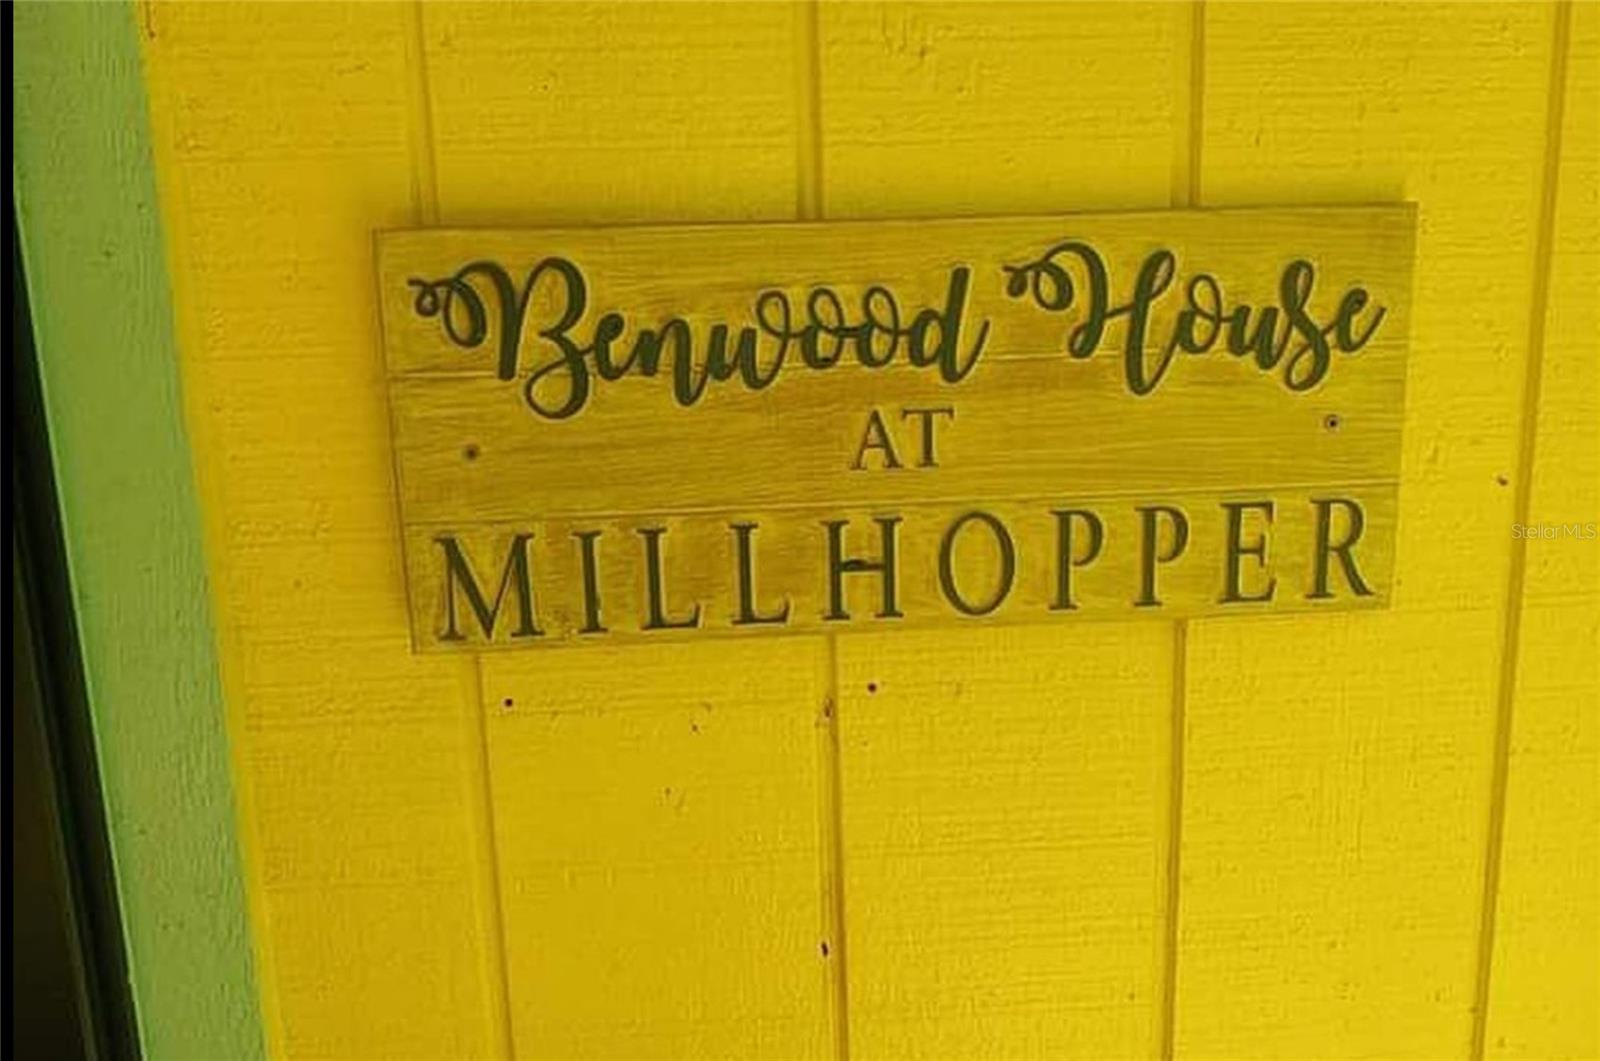 Benwood House
AT
MILLHOPPER
Stellar MLS